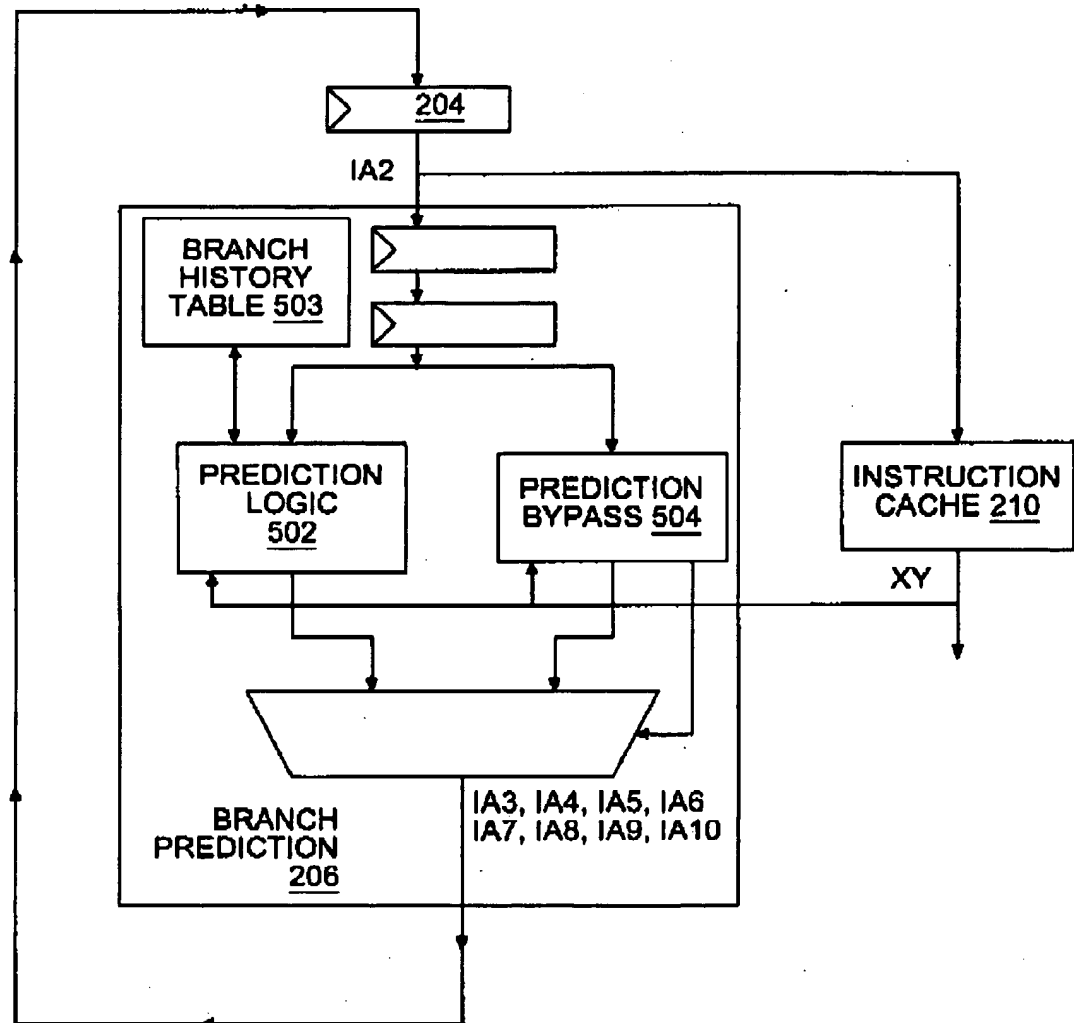 204
IA2
BRANCH
HISTORY
TABLE 503
PREDICTION
LOGIC
502
PREDICTION
BYPASS 504
INSTRUCTION
CACHE 210
XY
IA3, IA4, IA5, IA6
IA7, IA8, IA9, IA10
BRANCH
PREDICTION
206